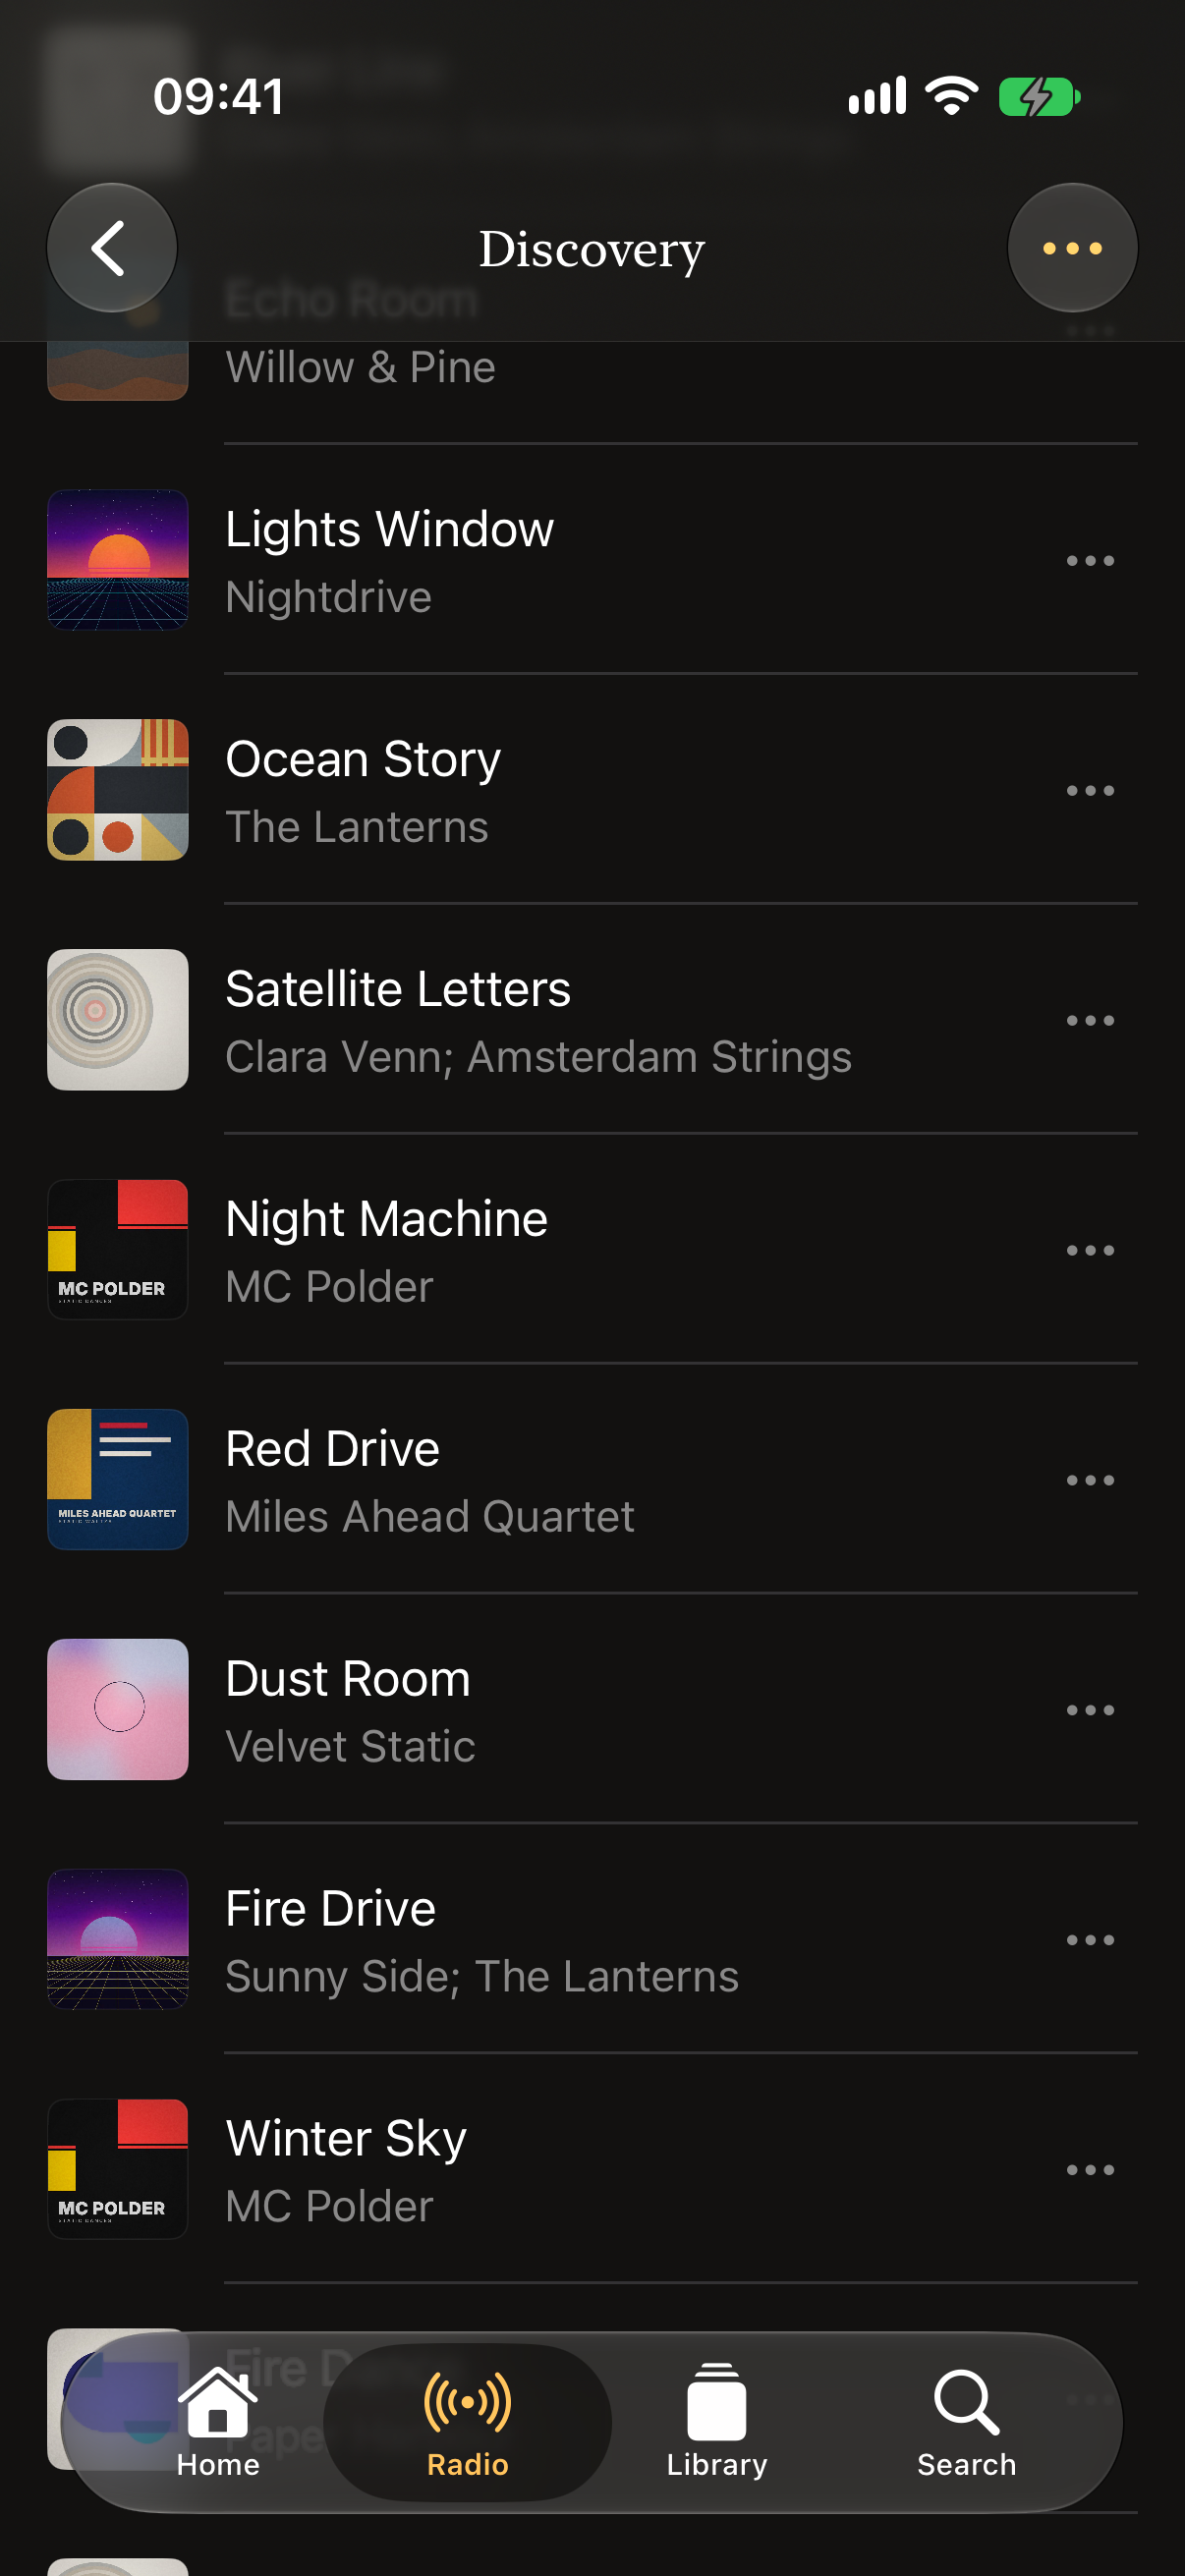 09:41
Discovery
Echo Room
Willow & Pine
Lights Window
Nightdrive
Ocean Story
The Lanterns
Satellite Letters
Clara Venn; Amsterdam Strings
MC POLDER
Night Machine
MC Polder
MILES AHEAD QUARTET
Red Drive
Miles Ahead Quartet
Dust Room
Velvet Static
Fire Drive
Sunny Side; The Lanterns
MC POLDER
Winter Sky
MC Polder
Fire
Home
Radio
Library
Search